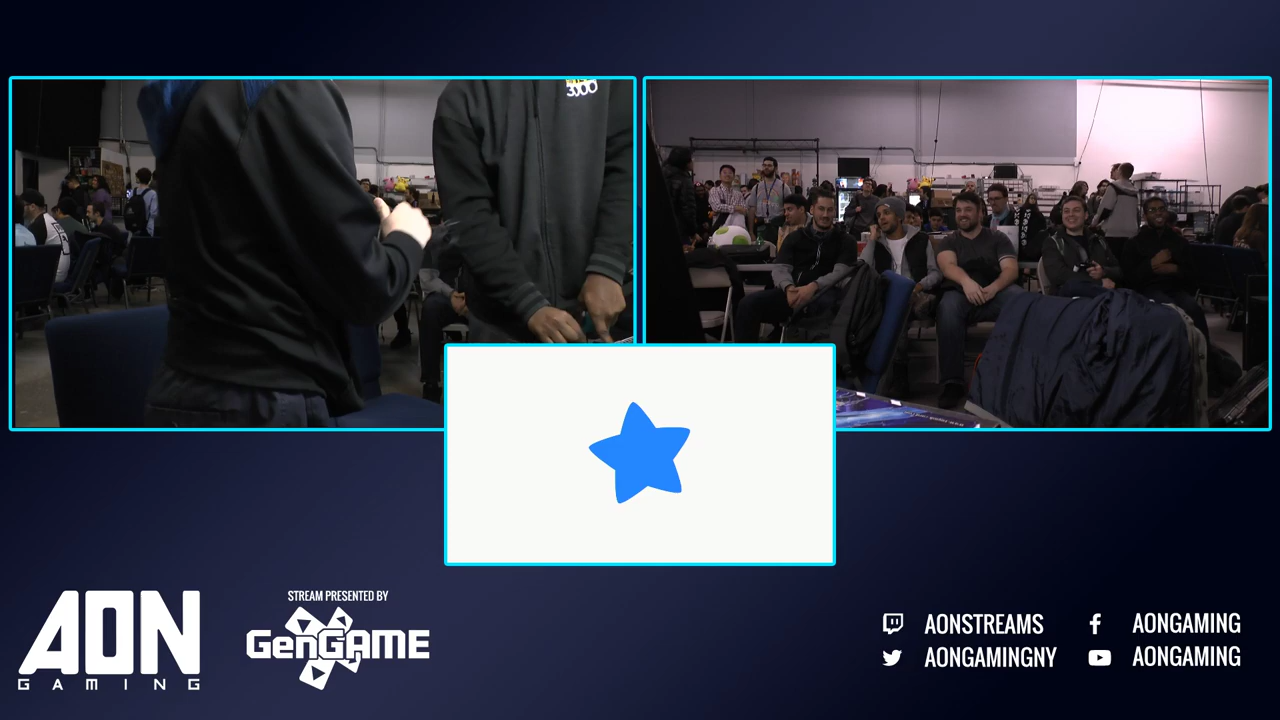 3000
AON
GAMING
STREAM PRESENTED BY
GenGAME
AONSTREAMS
AONGAMING
AONGAMINGNY
AONGAMING